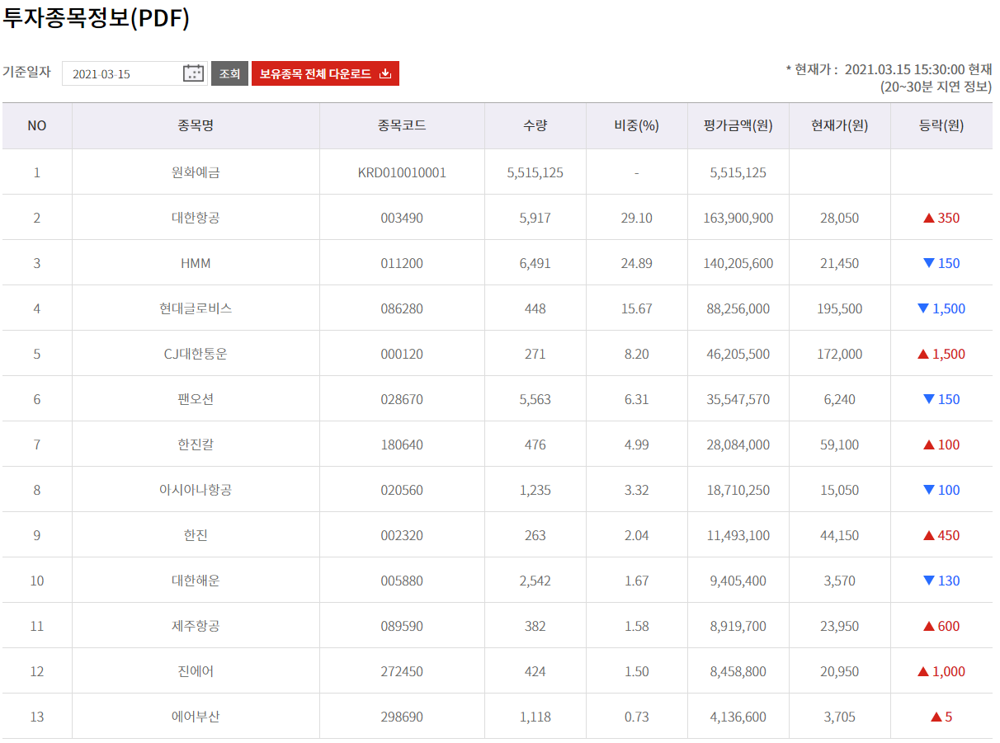 투자종목정보(PDF)
기준일자 2021-03-15 조회 보유종목 전체 다운로드
* 현재가 : 2021.03.15 15:30:00 현재
(20~30분 지연 정보)
NO 종목명 종목코드 수량 비중(%) 평가금액(원) 현재가(원) 등락(원)
1 원화예금 KRD010010001 5,515,125 - 5,515,125
2 대한항공 003490 5,917 29.10 163,900,900 28,050 ▲ 350
3 HMM 011200 6,491 24.89 140,205,600 21,450 ▼ 150
4 현대글로비스 086280 448 15.67 88,256,000 195,500 ▼ 1,500
5 CJ대한통운 000120 271 8.20 46,205,500 172,000 ▲ 1,500
6 팬오션 028670 5,563 6.31 35,547,570 6,240 ▼ 150
7 한진칼 180640 476 4.99 28,084,000 59,100 ▲ 100
8 아시아나항공 020560 1,235 3.32 18,710,250 15,050 ▼ 100
9 한진 002320 263 2.04 11,493,100 44,150 ▲ 450
10 대한해운 005880 2,542 1.67 9,405,400 3,570 ▼ 130
11 제주항공 089590 382 1.58 8,919,700 23,950 ▲ 600
12 진에어 272450 424 1.50 8,458,800 20,950 ▲ 1,000
13 에어부산 298690 1,118 0.73 4,136,600 3,705 ▲ 5